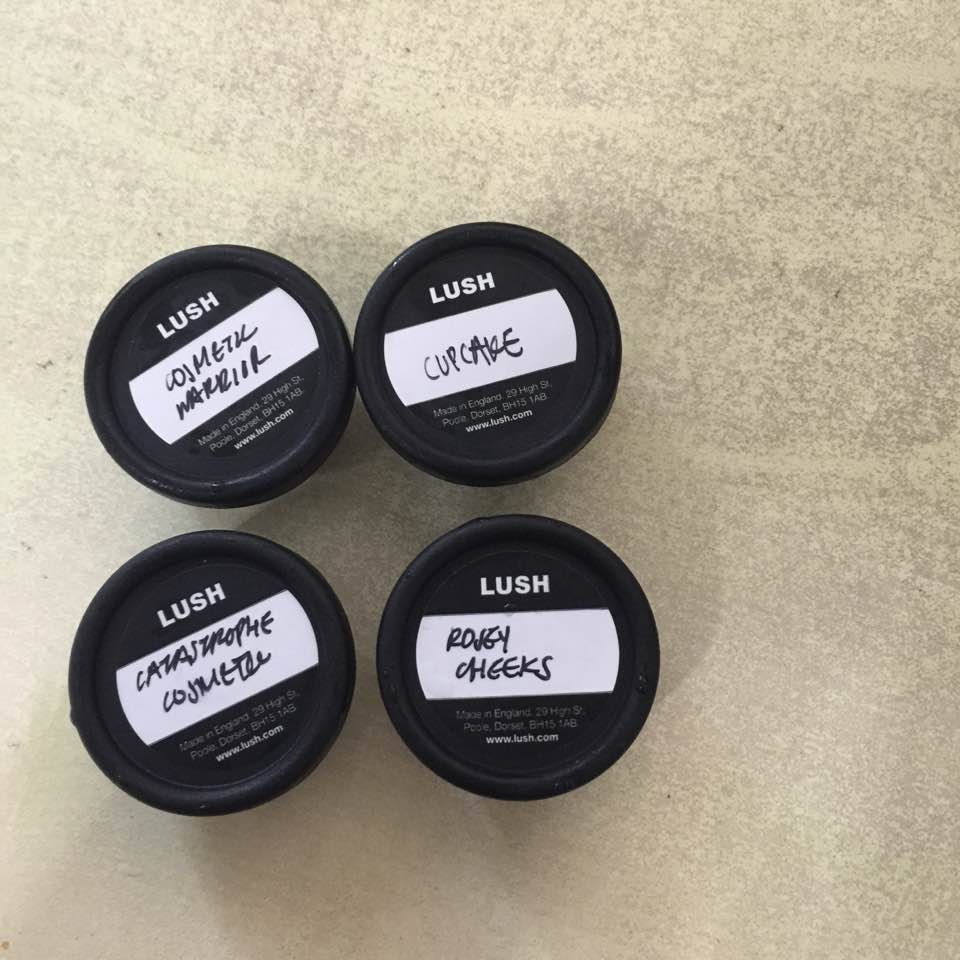 LUSH
COSMETIC
WARRIOR
Made in England. 29 High St,
Poole, Dorset, BH15 1AB.
www.lush.com
LUSH
CUPCAKE
Made in England. 29 High St,
Poole, Dorset, BH15 1AB.
www.lush.com
LUSH
CATASTROPHE
COSMETIC
Made in England. 29 High St,
Poole, Dorset, BH15 1AB.
www.lush.com
LUSH
ROSEY
CHEEKS
Made in England. 29 High St,
Poole, Dorset, BH15 1AB.
www.lush.com